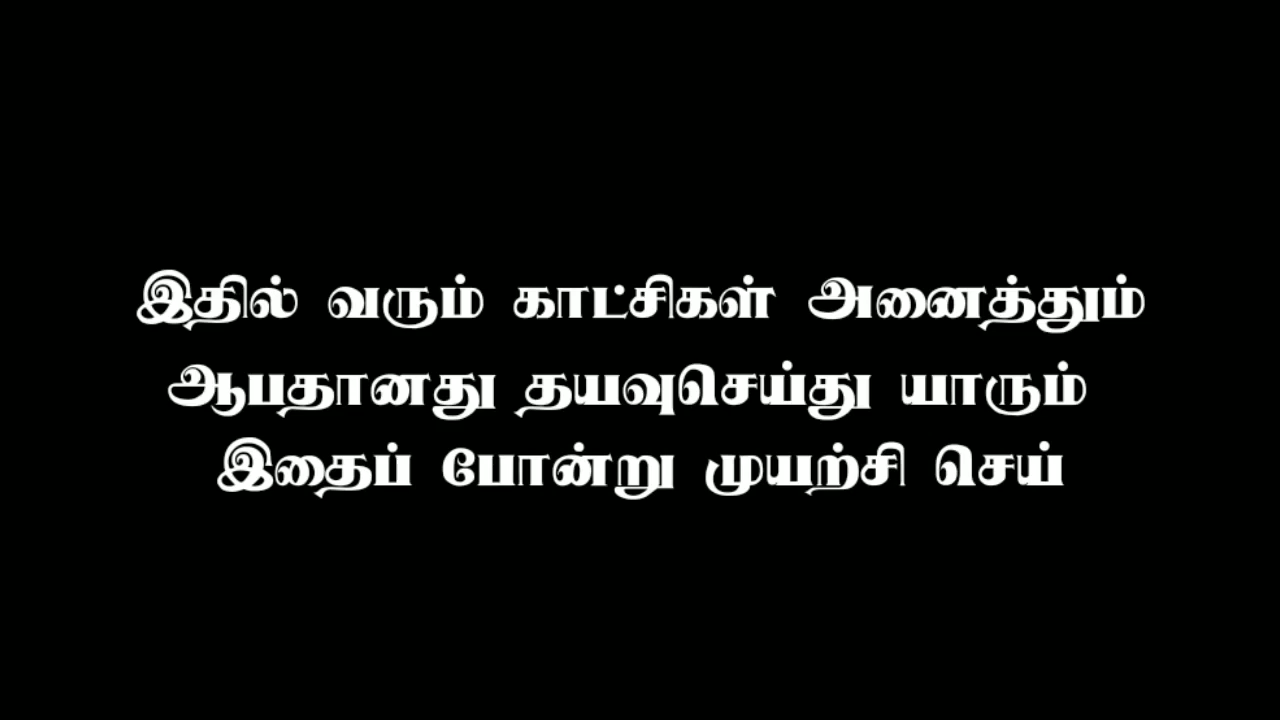 இதில் வரும் காட்சிகள் அனைத்தும்
ஆபதானது தயவுசெய்து யாரும்
இதைப் போன்று முயற்சி செய்